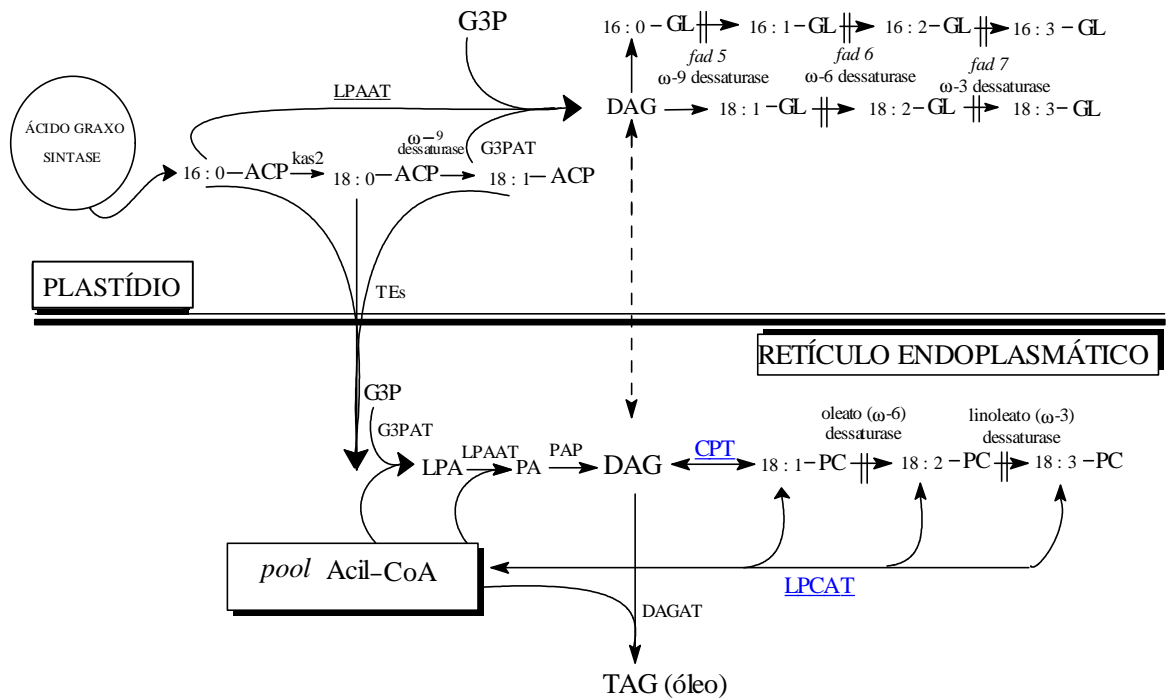 G3P
16 : 0 – GL 16 : 1 – GL 16 : 2 – GL 16 : 3 – GL
fad 5
ω-9 dessaturase
fad 6
ω-6 dessaturase
fad 7
ω-3 dessaturase
LPAAT
DAG 18 : 1 – GL 18 : 2 – GL 18 : 3 – GL
ÁCIDO GRAXO
SINTASE
ω–9
dessaturase
G3PAT
16 : 0 – ACP kas2 18 : 0 – ACP 18 : 1 – ACP
PLASTÍDIO
TEs
RETÍCULO ENDOPLASMÁTICO
G3P
G3PAT
oleato (ω-6)
dessaturase
linoleato (ω-3)
dessaturase
LPA LPAAT PA PAP DAG CPT 18 : 1 – PC 18 : 2 – PC 18 : 3 – PC
pool Acil–CoA
LPCAT
DAGAT
TAG (óleo)